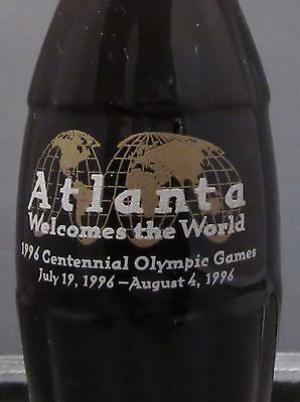 Atlanta
Welcomes the World
1996 Centennial Olympic Games
July 19, 1996 – August 4, 1996